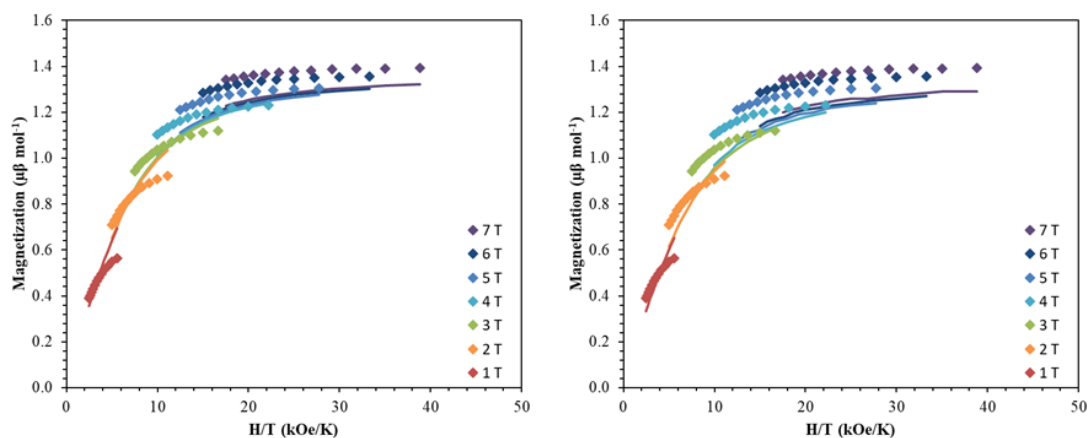 1.6
1.4
1.2
1.0
0.8
0.6
0.4
0.2
0.0
Magnetization (μβ mol⁻¹)
7 T
6 T
5 T
4 T
3 T
2 T
1 T
0 10 20 30 40 50
H/T (kOe/K)
1.6
1.4
1.2
1.0
0.8
0.6
0.4
0.2
0.0
Magnetization (μβ mol⁻¹)
7 T
6 T
5 T
4 T
3 T
2 T
1 T
0 10 20 30 40 50
H/T (kOe/K)